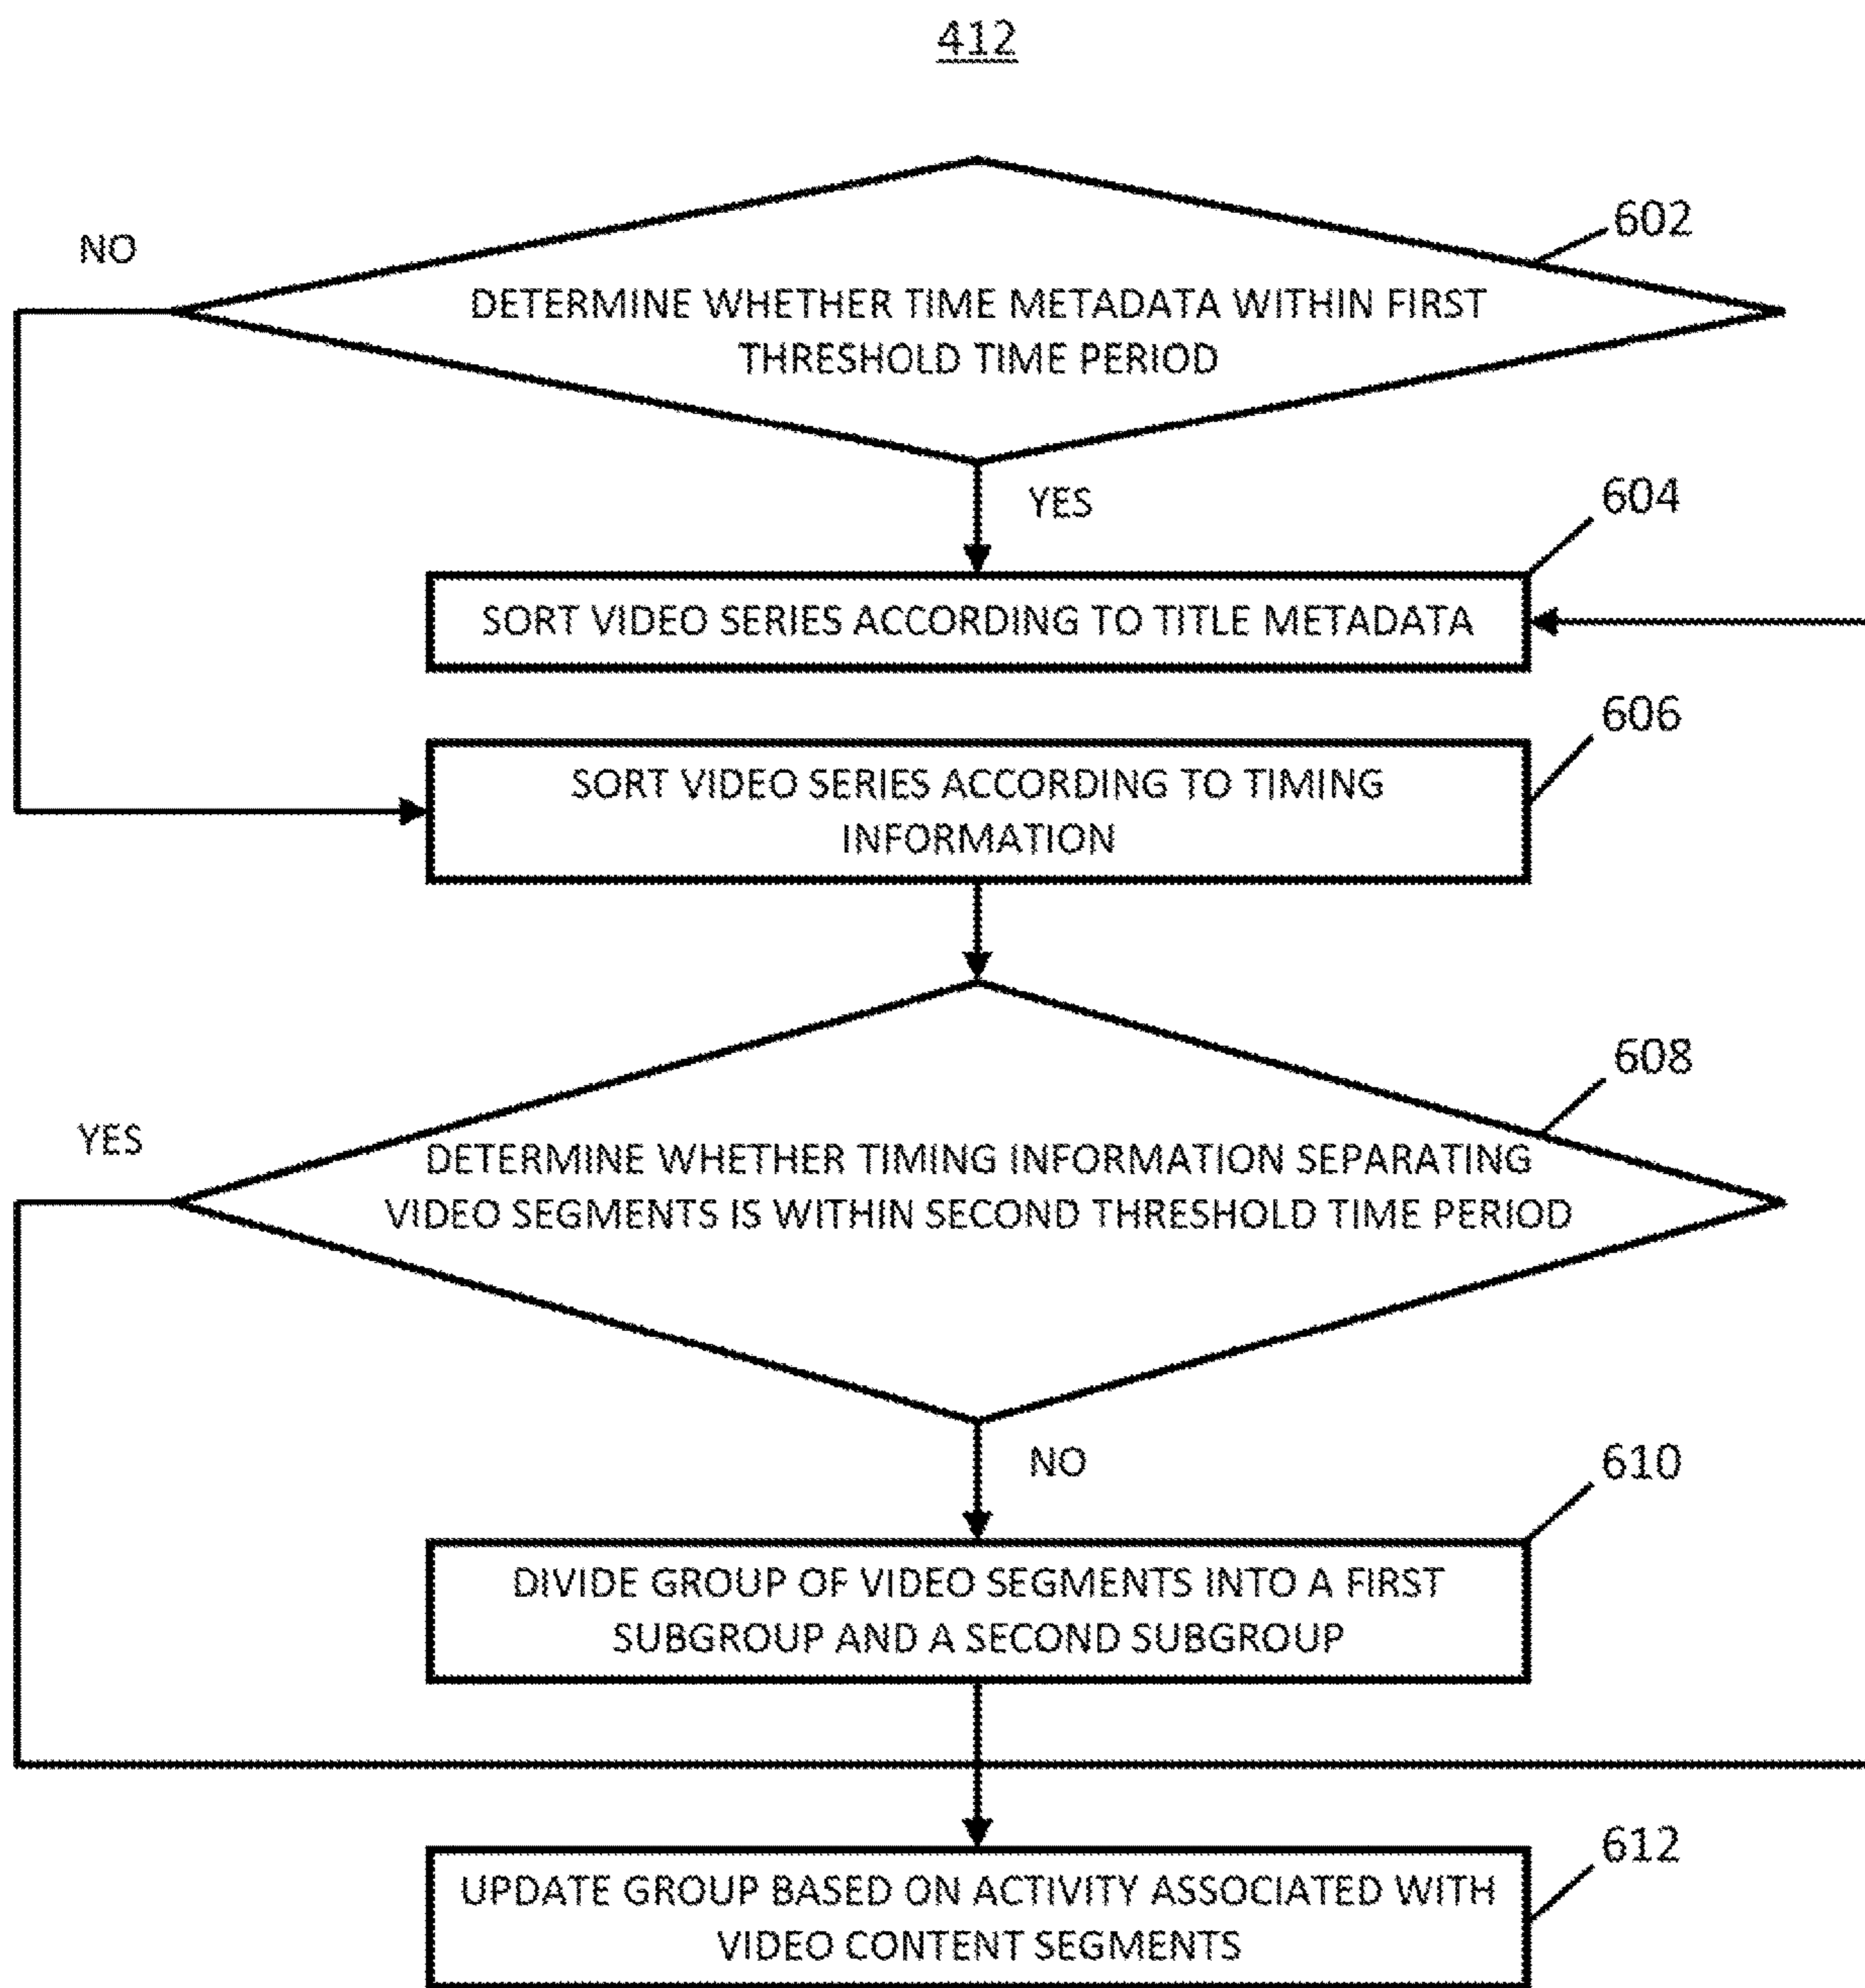 412
NO
602
DETERMINE WHETHER TIME METADATA WITHIN FIRST
THRESHOLD TIME PERIOD
YES
604
SORT VIDEO SERIES ACCORDING TO TITLE METADATA
606
SORT VIDEO SERIES ACCORDING TO TIMING
INFORMATION
608
YES
DETERMINE WHETHER TIMING INFORMATION SEPARATING
VIDEO SEGMENTS IS WITHIN SECOND THRESHOLD TIME PERIOD
NO
610
DIVIDE GROUP OF VIDEO SEGMENTS INTO A FIRST
SUBGROUP AND A SECOND SUBGROUP
612
UPDATE GROUP BASED ON ACTIVITY ASSOCIATED WITH
VIDEO CONTENT SEGMENTS